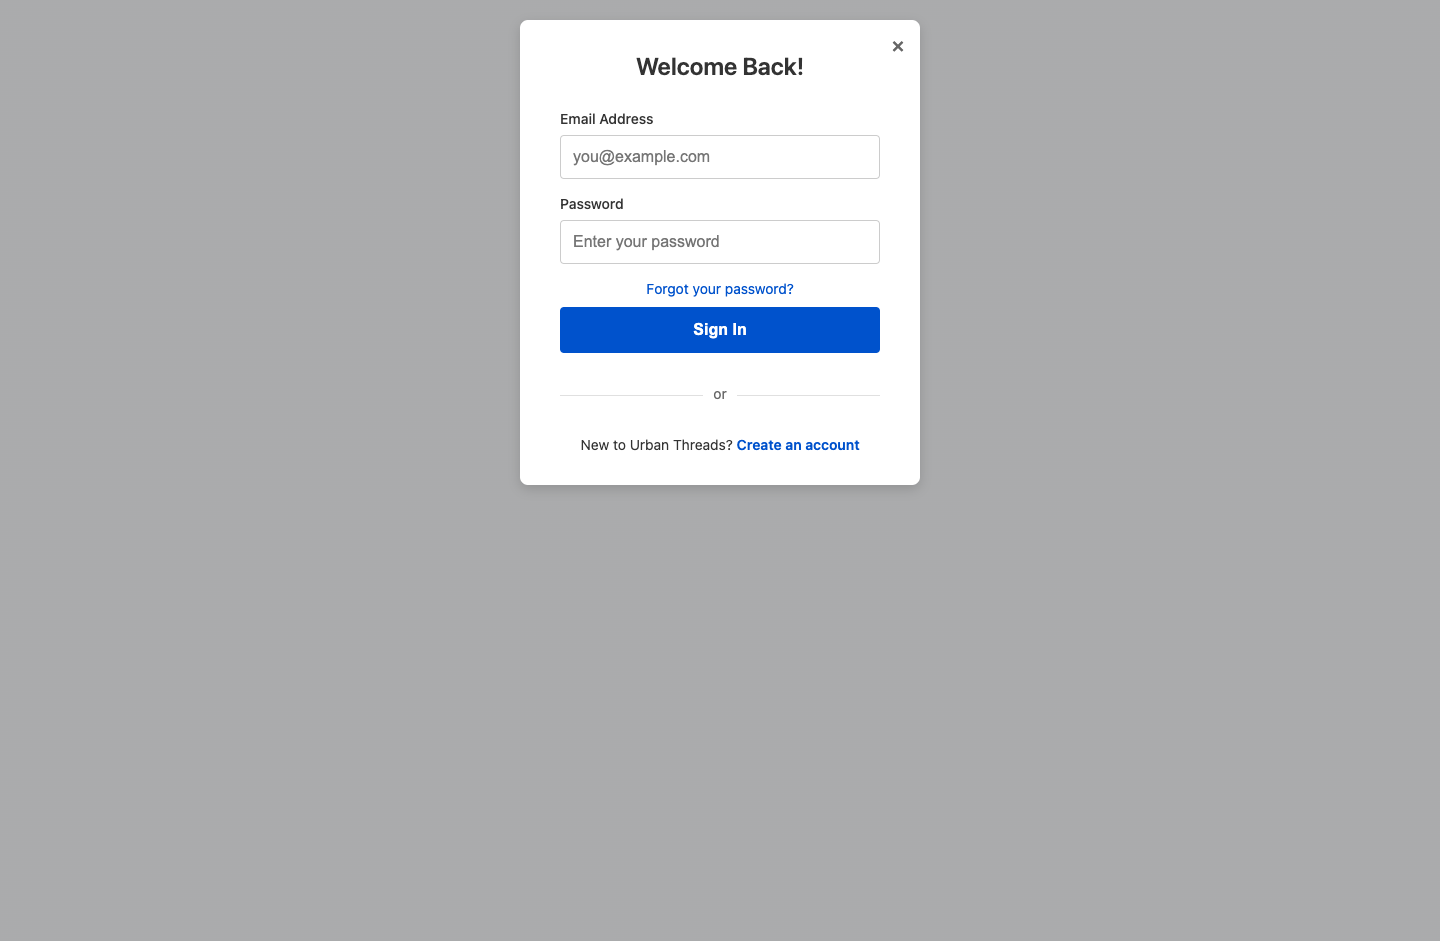 ×
Welcome Back!
Email Address
you@example.com
Password
Enter your password
Forgot your password?
Sign In
or
New to Urban Threads? Create an account